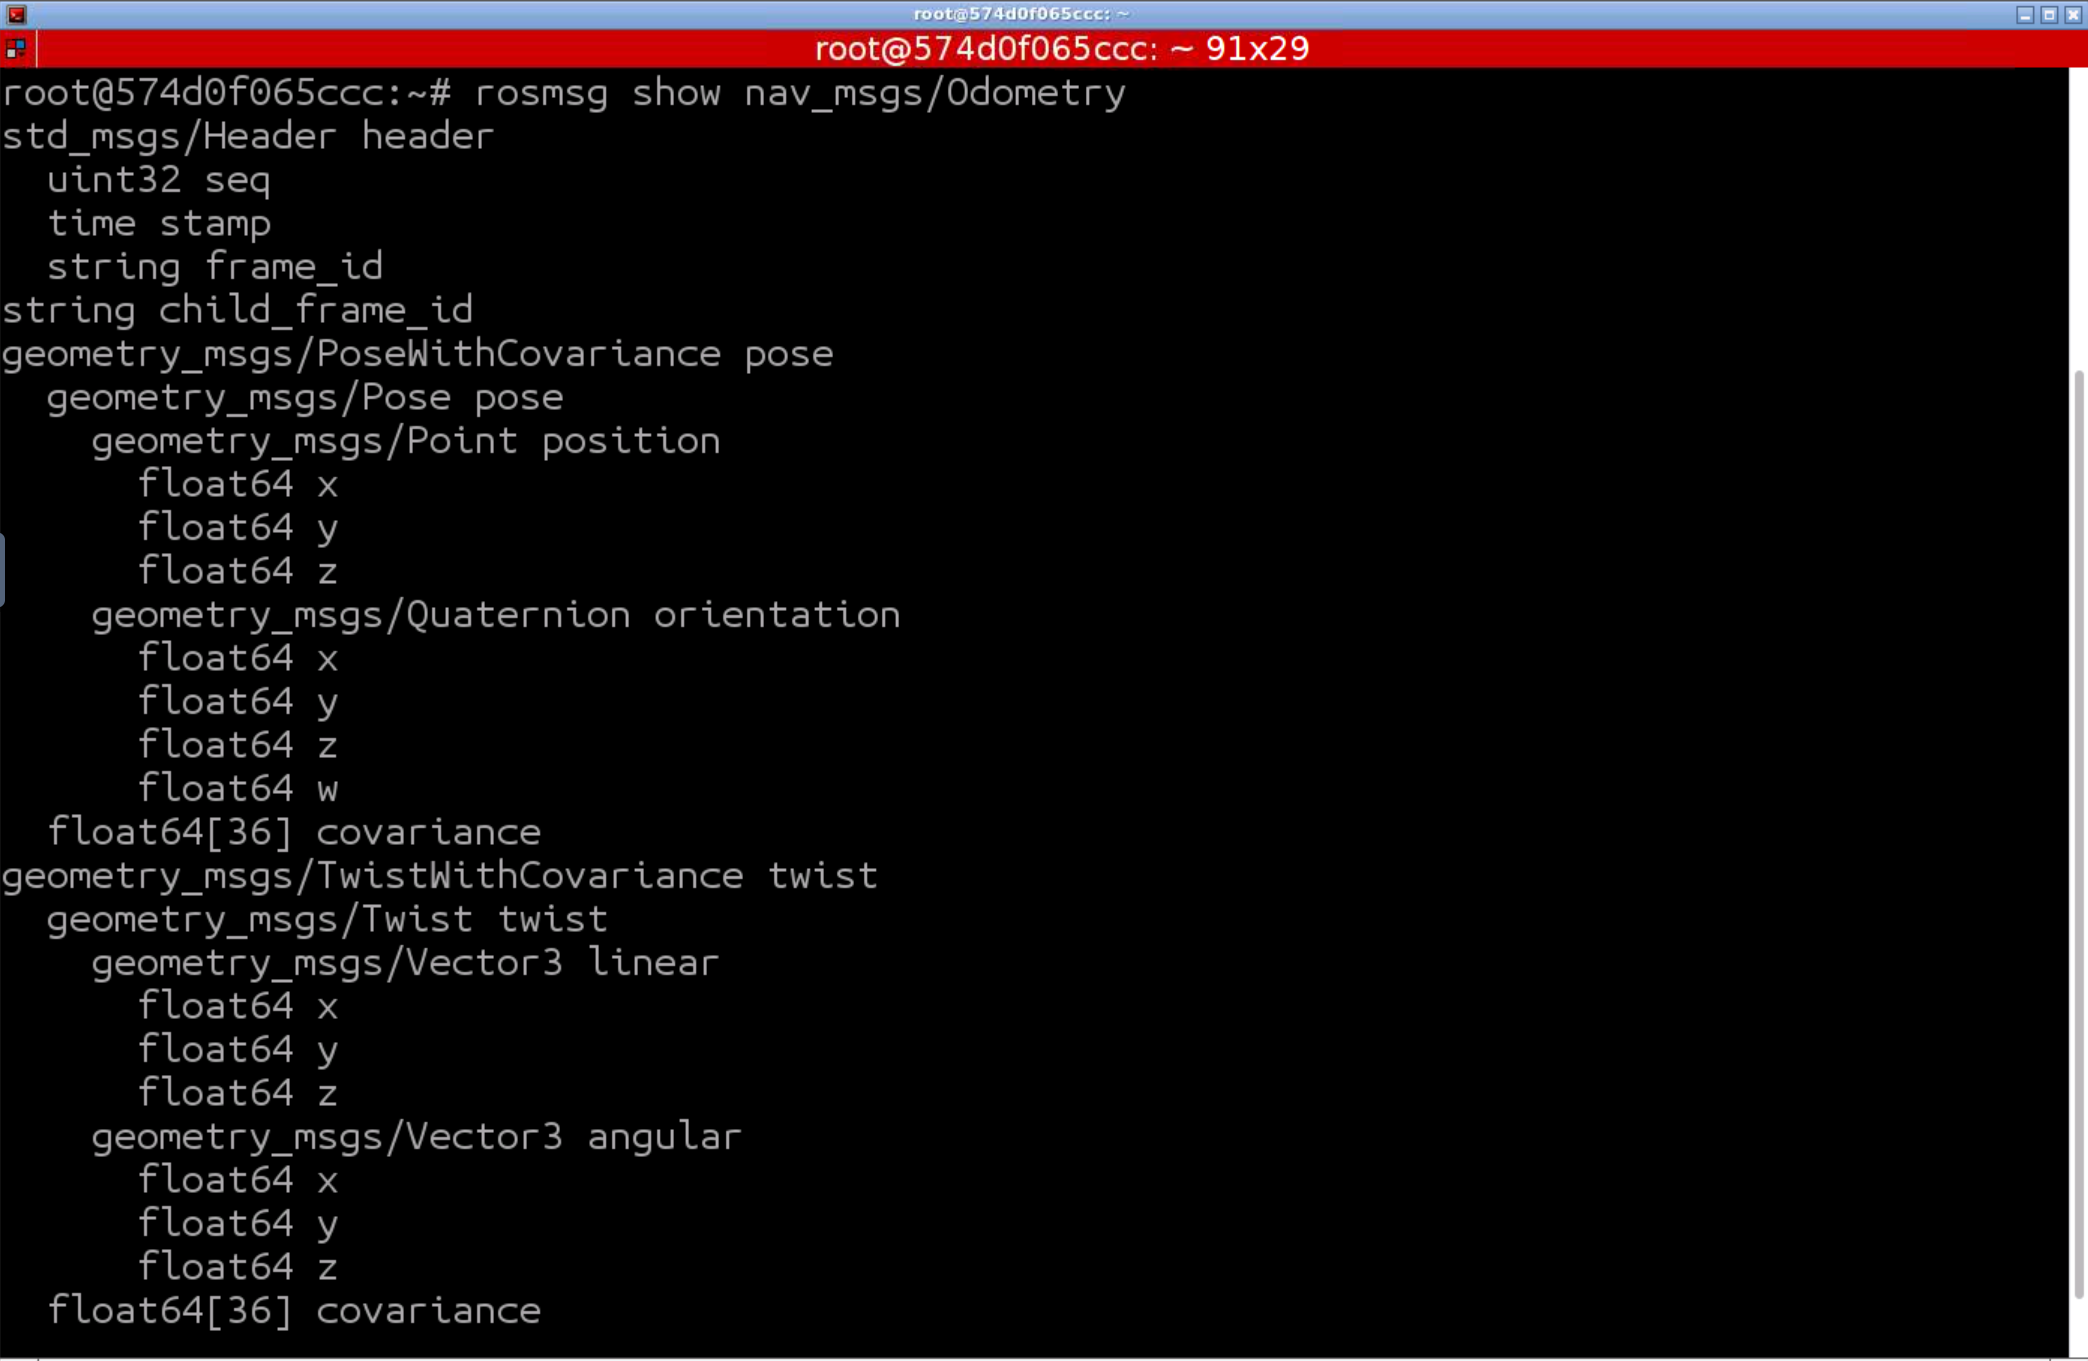 root@574d0f065ccc: ~
root@574d0f065ccc: ~ 91x29
root@574d0f065ccc:~# rosmsg show nav_msgs/Odometry
std_msgs/Header header
  uint32 seq
  time stamp
  string frame_id
string child_frame_id
geometry_msgs/PoseWithCovariance pose
  geometry_msgs/Pose pose
    geometry_msgs/Point position
      float64 x
      float64 y
      float64 z
    geometry_msgs/Quaternion orientation
      float64 x
      float64 y
      float64 z
      float64 w
  float64[36] covariance
geometry_msgs/TwistWithCovariance twist
  geometry_msgs/Twist twist
    geometry_msgs/Vector3 linear
      float64 x
      float64 y
      float64 z
    geometry_msgs/Vector3 angular
      float64 x
      float64 y
      float64 z
  float64[36] covariance